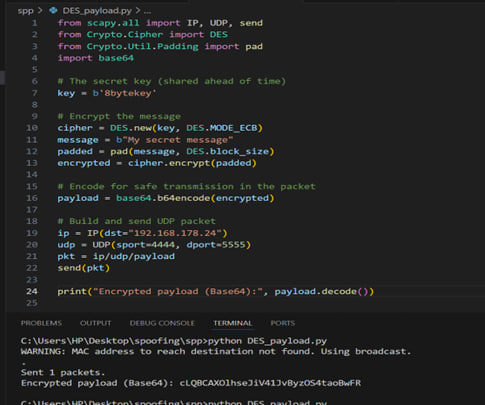 spp > DES_payload.py > ...
1 from scapy.all import IP, UDP, send
2 from Crypto.Cipher import DES
3 from Crypto.Util.Padding import pad
4 import base64
5
6 # The secret key (shared ahead of time)
7 key = b'8bytekey'
8
9 # Encrypt the message
10 cipher = DES.new(key, DES.MODE_ECB)
11 message = b"My secret message"
12 padded = pad(message, DES.block_size)
13 encrypted = cipher.encrypt(padded)
14
15 # Encode for safe transmission in the packet
16 payload = base64.b64encode(encrypted)
17
18 # Build and send UDP packet
19 ip = IP(dst="192.168.178.24")
20 udp = UDP(sport=4444, dport=5555)
21 pkt = ip/udp/payload
22 send(pkt)
23
24 print("Encrypted payload (Base64):", payload.decode())
25
PROBLEMS OUTPUT DEBUG CONSOLE TERMINAL PORTS
C:\Users\HP\Desktop\spoofing\spp>python DES_payload.py
WARNING: MAC address to reach destination not found. Using broadcast.
.
Sent 1 packets.
Encrypted payload (Base64): cLQBCAXOlhseJiV41JvByzOS4taoBwFR
C:\Users\HP\Desktop\spoofing\spp>python DES_payload.py